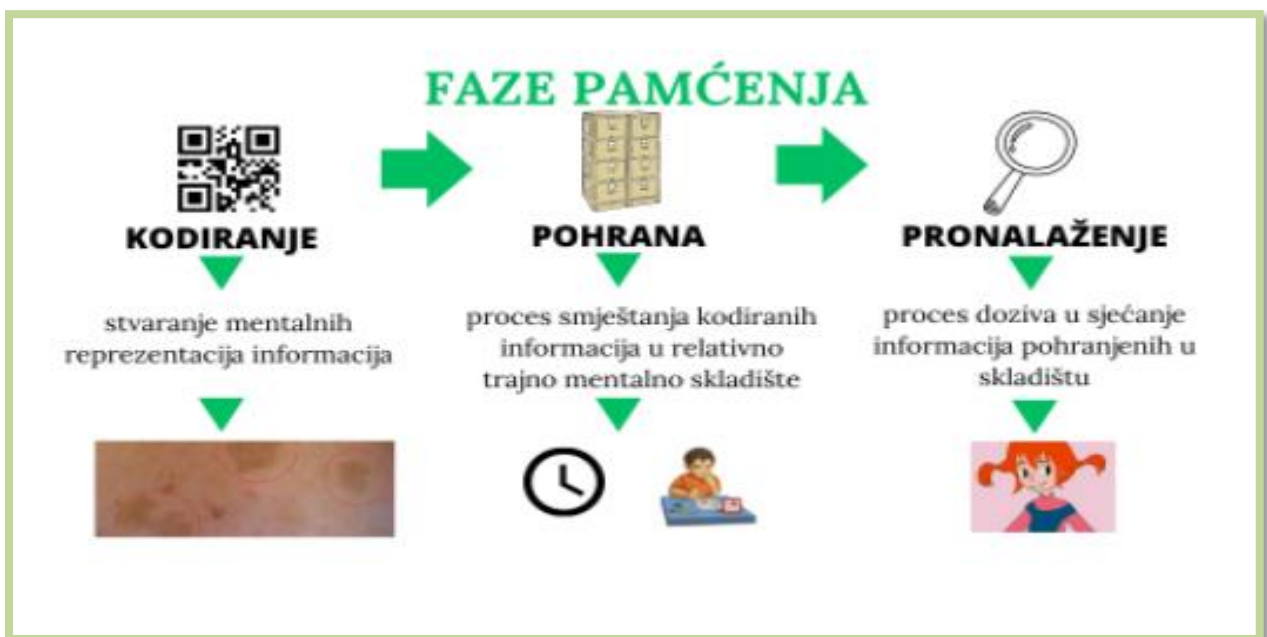 FAZE PAMĆENJA
KODIRANJE
POHRANA
PRONALAŽENJE
stvaranje mentalnih
reprezentacija informacija
proces smještanja kodiranih
informacija u relativno
trajno mentalno skladište
proces doziva u sjećanje
informacija pohranjenih u
skladištu